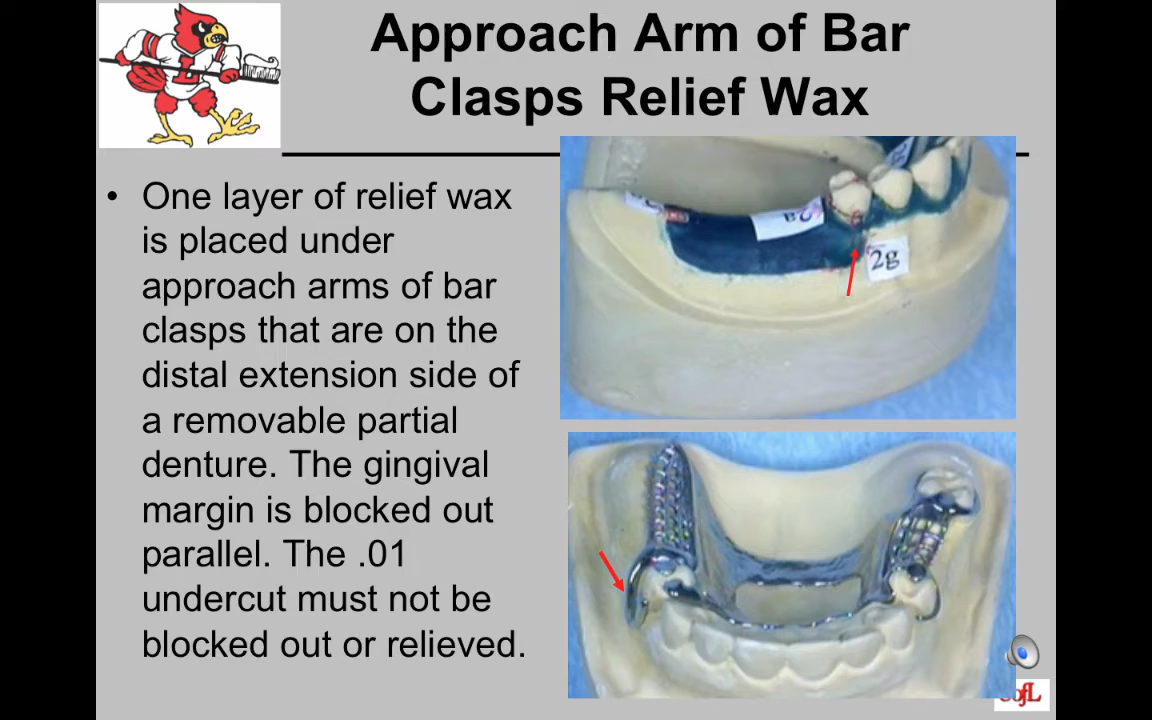 Approach Arm of Bar
Clasps Relief Wax
• One layer of relief wax
is placed under
approach arms of bar
clasps that are on the
distal extension side of
a removable partial
denture. The gingival
margin is blocked out
parallel. The .01
undercut must not be
blocked out or relieved.
2g
UofL